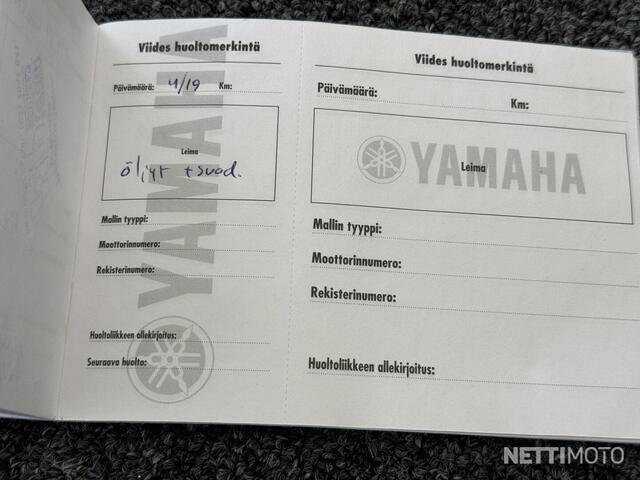 Viides huoltomerkintä
Päivämäärä: 4/19 Km:
Leima
öljyt + suod.
Mallin tyyppi:
Moottorinnumero:
Rekisterinumero:
Huoltoliikkeen allekirjoitus:
Seuraava huolto:
YAMAHA
Viides huoltomerkintä
Päivämäärä: Km:
YAMAHA
Leima
Mallin tyyppi:
Moottorinnumero:
Rekisterinumero:
Huoltoliikkeen allekirjoitus:
NETTIMOTO